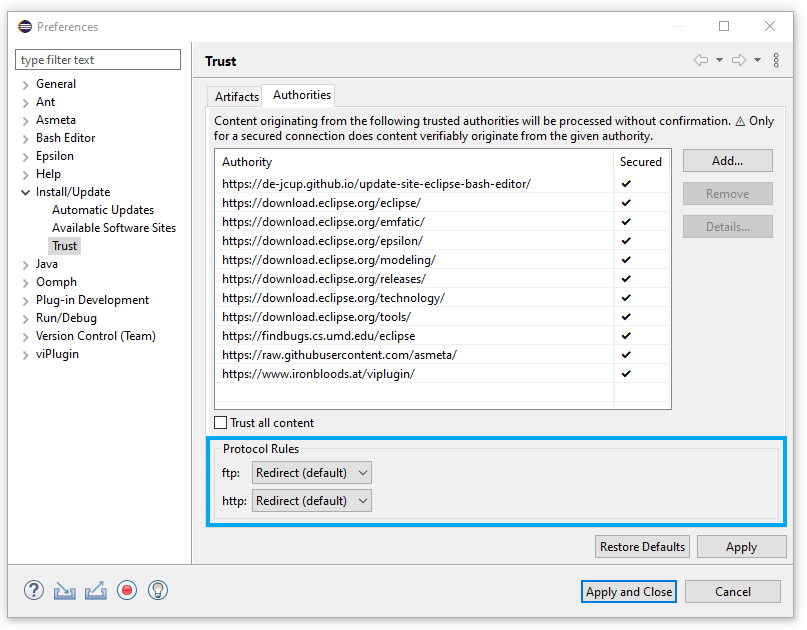 Preferences
type filter text
General
Ant
Asmeta
Bash Editor
Epsilon
Help
Install/Update
Automatic Updates
Available Software Sites
Trust
Java
Oomph
Plug-in Development
Run/Debug
Version Control (Team)
viPlugin
Trust
Artifacts Authorities
Content originating from the following trusted authorities will be processed without confirmation. ⚠ Only
for a secured connection does content verifiably originate from the given authority.
Authority Secured
https://de-jcup.github.io/update-site-eclipse-bash-editor/ ✔
https://download.eclipse.org/eclipse/ ✔
https://download.eclipse.org/emfatic/ ✔
https://download.eclipse.org/epsilon/ ✔
https://download.eclipse.org/modeling/ ✔
https://download.eclipse.org/releases/ ✔
https://download.eclipse.org/technology/ ✔
https://download.eclipse.org/tools/ ✔
https://findbugs.cs.umd.edu/eclipse ✔
https://raw.githubusercontent.com/asmeta/ ✔
https://www.ironbloods.at/viplugin/ ✔
Add...
Remove
Details...
Trust all content
Protocol Rules
ftp: Redirect (default)
http: Redirect (default)
Restore Defaults Apply
? Apply and Close Cancel